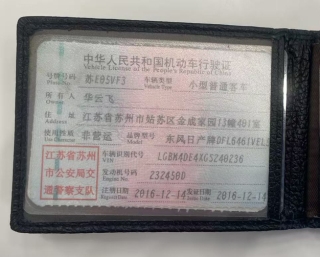 中华人民共和国机动车行驶证
Vehicle License of the People's Republic of China
号牌号码 苏E05VF3 车辆类型 小型普通客车
所有人 华云飞
住址 江苏省苏州市姑苏区金成家园13幢401室
使用性质 非营运 品牌型号 东风日产牌DFL6461VEL
江苏省苏州
市公安局交
通警察支队
车辆识别代号 LGBM4DE4XGS240236
VIN
发动机号码 232458D
Engine No.
注册日期 2016-12-14 发证日期 2016-12-14